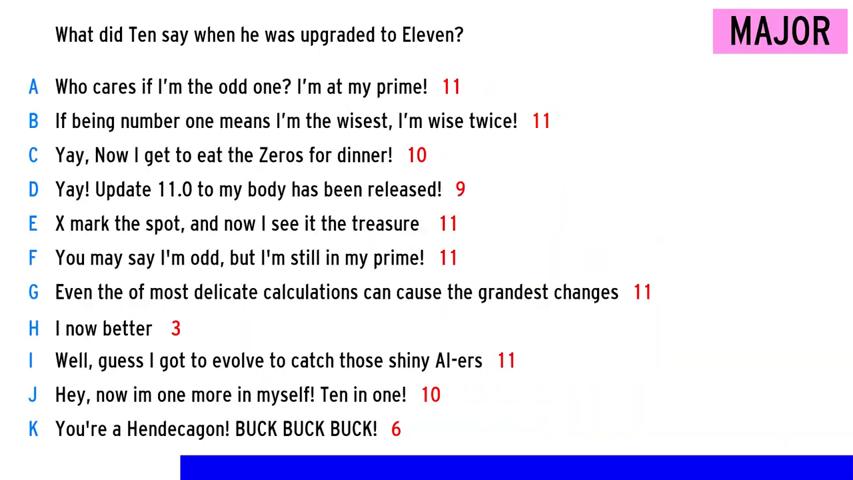 What did Ten say when he was upgraded to Eleven?
MAJOR
A Who cares if I'm the odd one? I'm at my prime! 11
B If being number one means I'm the wisest, I'm wise twice! 11
C Yay, Now I get to eat the Zeros for dinner! 10
D Yay! Update 11.0 to my body has been released! 9
E X mark the spot, and now I see it the treasure 11
F You may say I'm odd, but I'm still in my prime! 11
G Even the of most delicate calculations can cause the grandest changes 11
H I now better 3
I Well, guess I got to evolve to catch those shiny Al-ers 11
J Hey, now im one more in myself! Ten in one! 10
K You're a Hendecagon! BUCK BUCK BUCK! 6